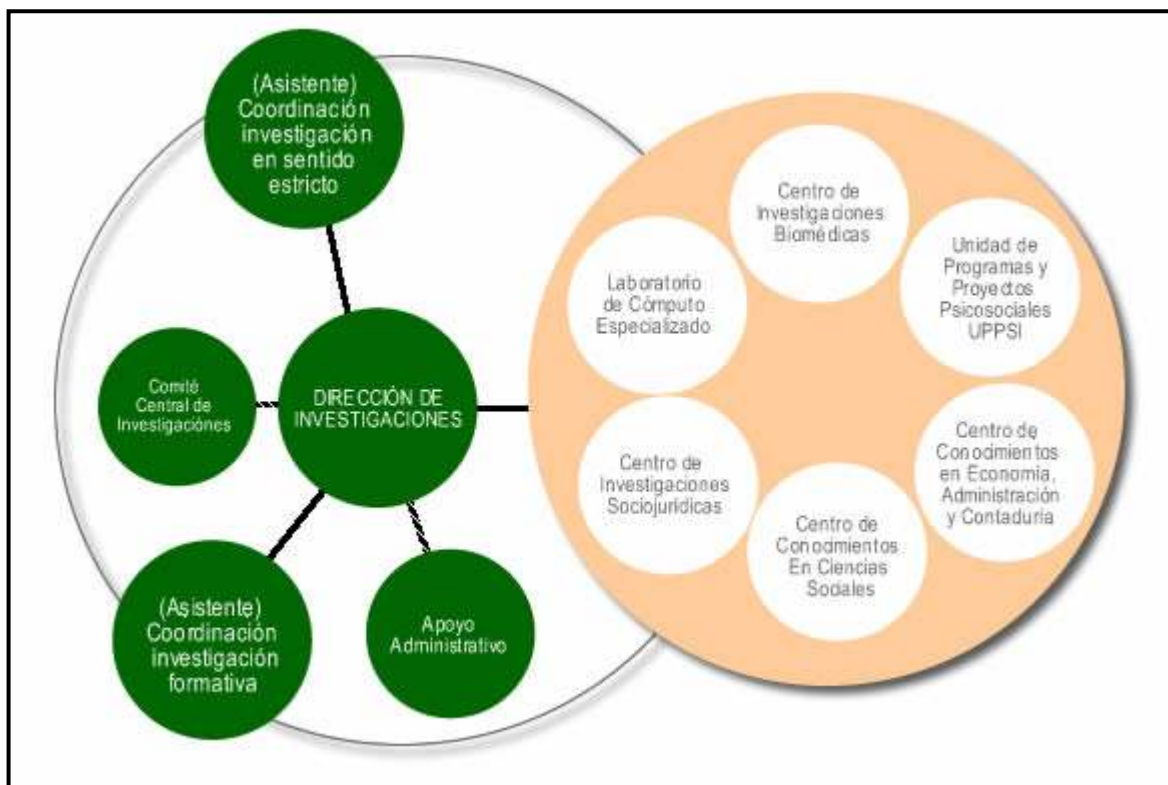 (Asistente)
Coordinación
investigación
en sentido
estricto
Comité
Central de
Investigaciónes
DIRECCIÓN DE
INVESTIGACIONES
(Asistente)
Coordinación
investigación
formativa
Apoyo
Administrativo
Centro de
Investigaciones
Biomédicas
Laboratorio
de Cómputo
Especializado
Unidad de
Programas y
Proyectos
Psicosociales
UPPSI
Centro de
Investigaciones
Sociojurídicas
Centro de
Conocimientos
En Ciencias
Sociales
Centro de
Conocimientos
en Economía,
Administración
y Contaduría